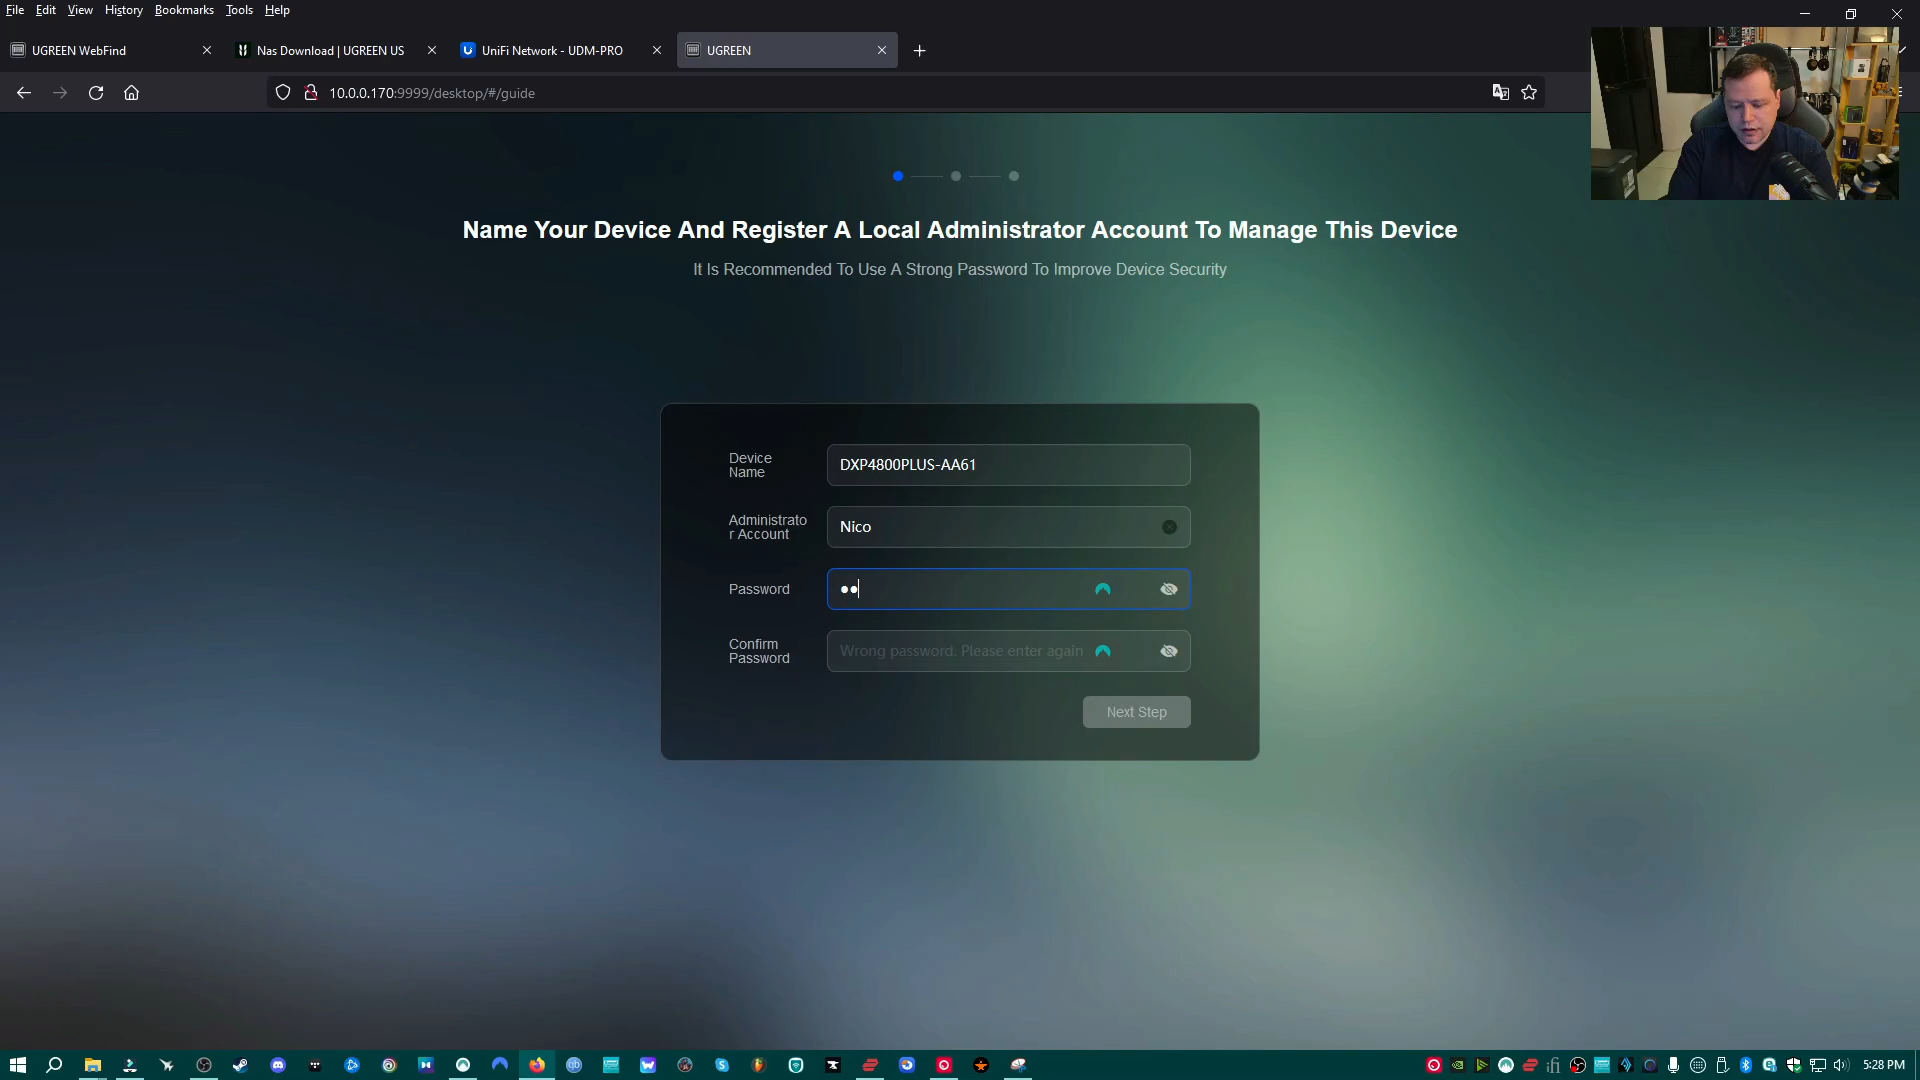 File Edit View History Bookmarks Tools Help
UGREEN WebFind
Nas Download | UGREEN US
UniFi Network - UDM-PRO
UGREEN
10.0.0.170:9999/desktop/#/guide
Name Your Device And Register A Local Administrator Account To Manage This Device
It Is Recommended To Use A Strong Password To Improve Device Security
Device
Name
DXP4800PLUS-AA61
Administrato
r Account
Nico
Password
Confirm
Password
Wrong password. Please enter again
Next Step
5:28 PM